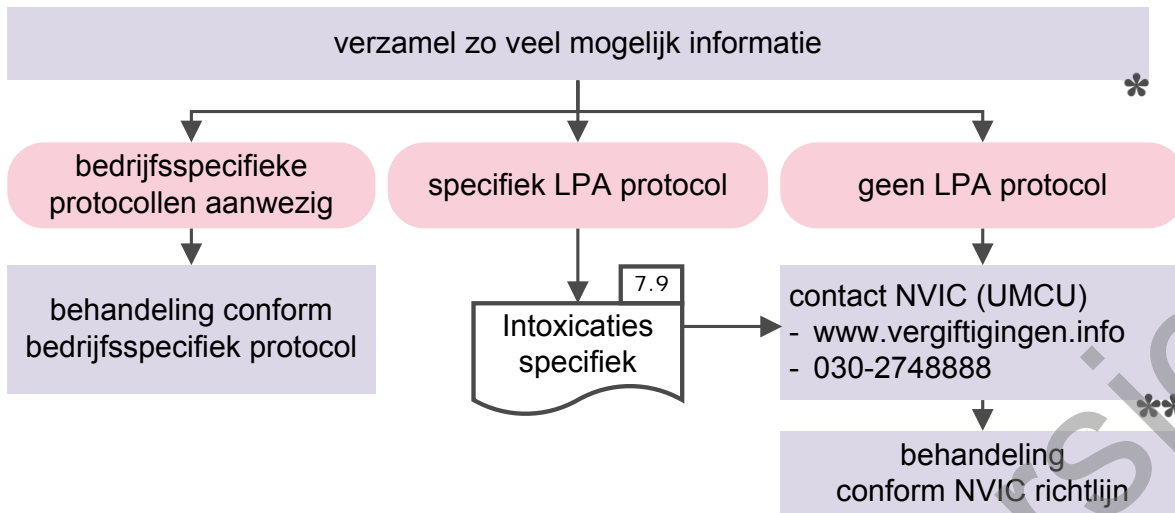 verzamel zo veel mogelijk informatie
*
bedrijfsspecifieke
protocollen aanwezig
specifiek LPA protocol
geen LPA protocol
behandeling conform
bedrijfsspecifiek protocol
7.9
Intoxicaties
specifiek
contact NVIC (UMCU)
- www.vergiftigingen.info
- 030-2748888
**
behandeling
conform NVIC richtlijn